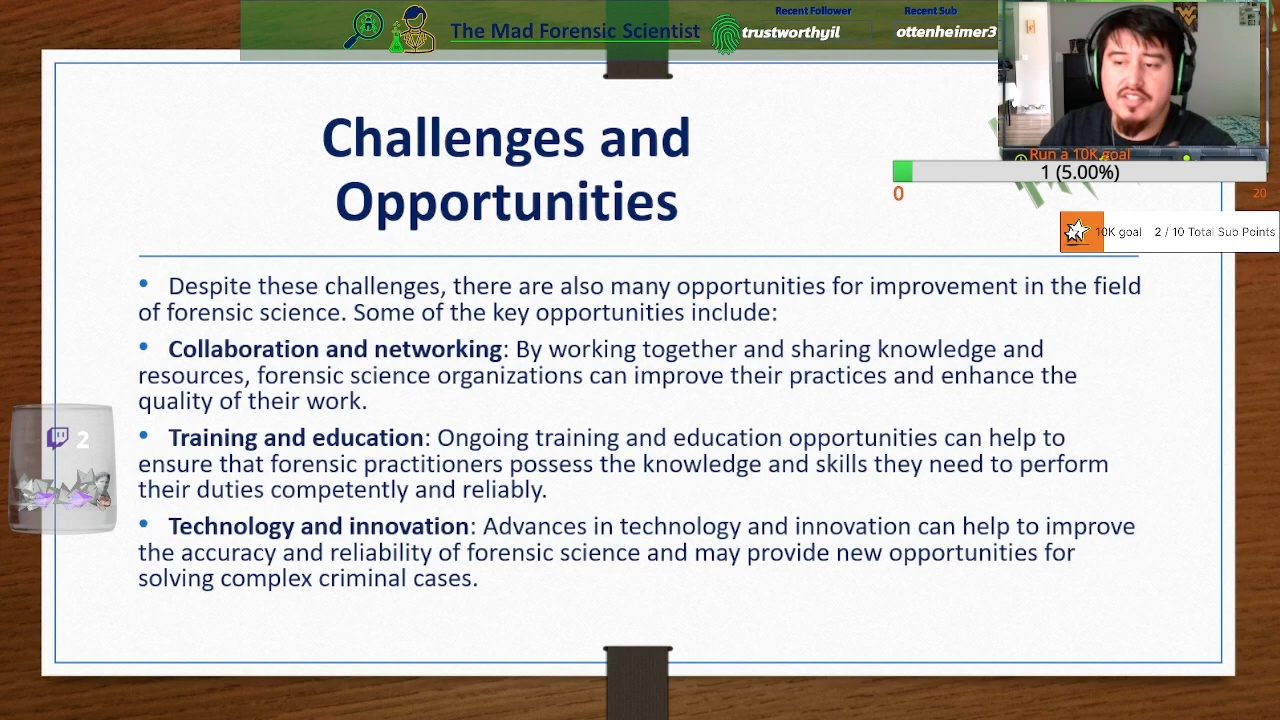 The Mad Forensic Scientist
Recent Follower
trustworthyil
Recent Sub
ottenheimer3
Challenges and
Opportunities
Run a 10K goal
1 (5.00%)
0
20
10K goal 2 / 10 Total Sub Points
• Despite these challenges, there are also many opportunities for improvement in the field
of forensic science. Some of the key opportunities include:
• Collaboration and networking: By working together and sharing knowledge and
resources, forensic science organizations can improve their practices and enhance the
quality of their work.
• Training and education: Ongoing training and education opportunities can help to
ensure that forensic practitioners possess the knowledge and skills they need to perform
their duties competently and reliably.
• Technology and innovation: Advances in technology and innovation can help to improve
the accuracy and reliability of forensic science and may provide new opportunities for
solving complex criminal cases.
2